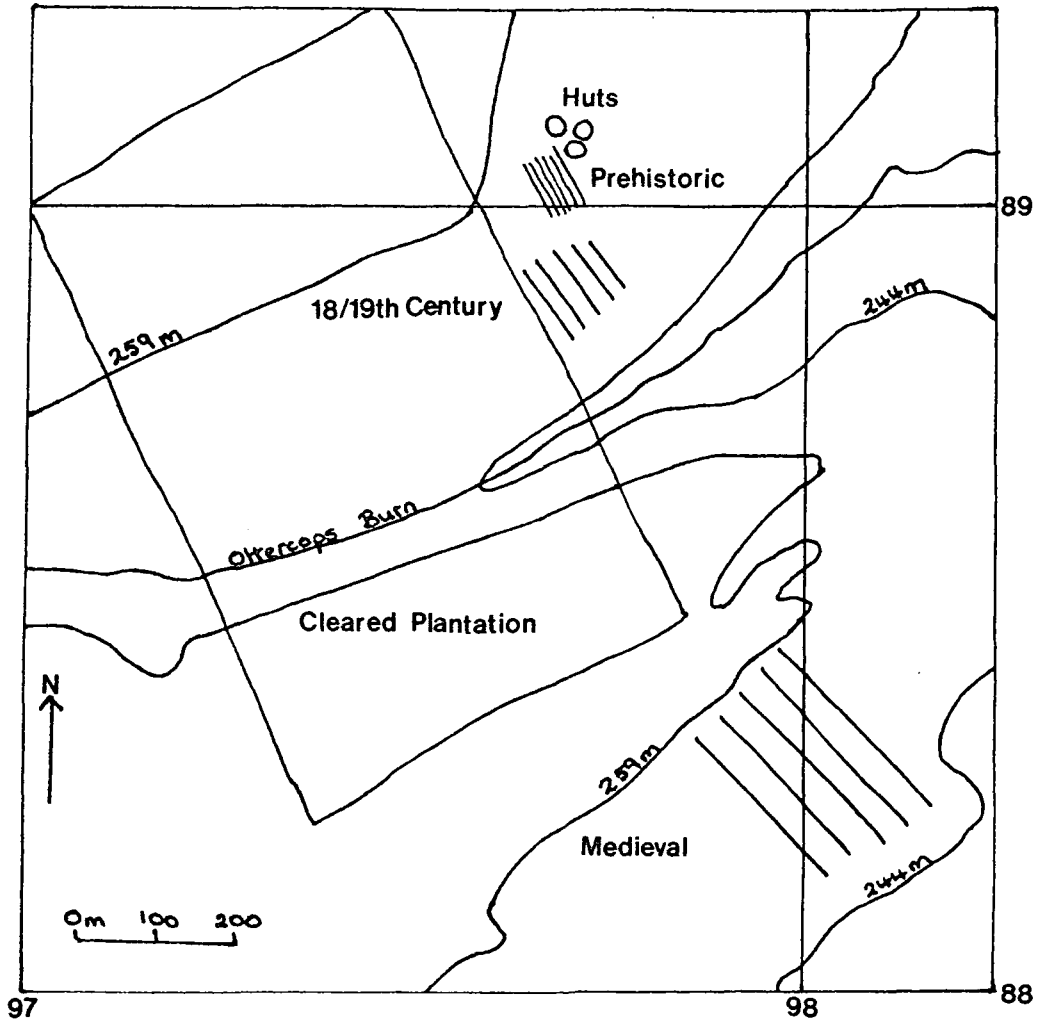 Huts
Prehistoric
89
244m
18/19th Century
259m
Ottercops Burn
Cleared Plantation
N
259m
Medieval
244m
0m 100 200
97
98
88